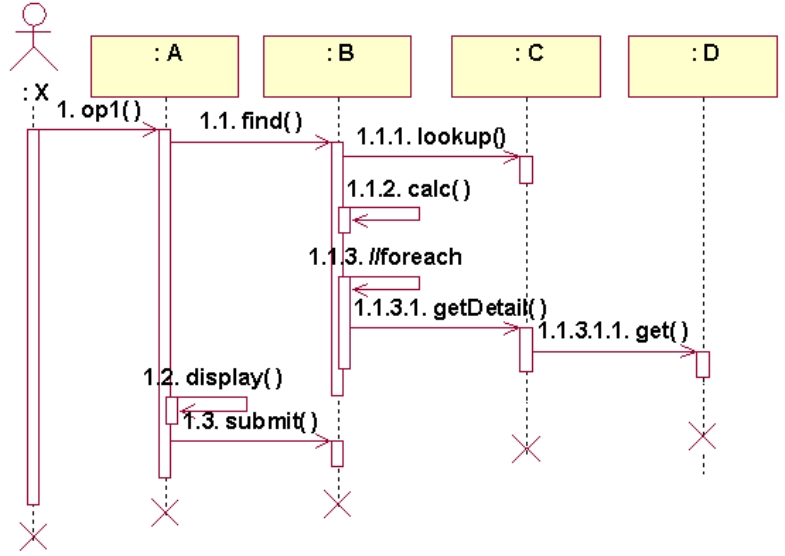 : A
: B
: C
: D
: X
1. op1( )
1.1. find( )
1.1.1. lookup()
1.1.2. calc( )
1.1.3. //foreach
1.1.3.1. getDetail( )
1.1.3.1.1. get( )
1.2. display( )
1.3. submit( )